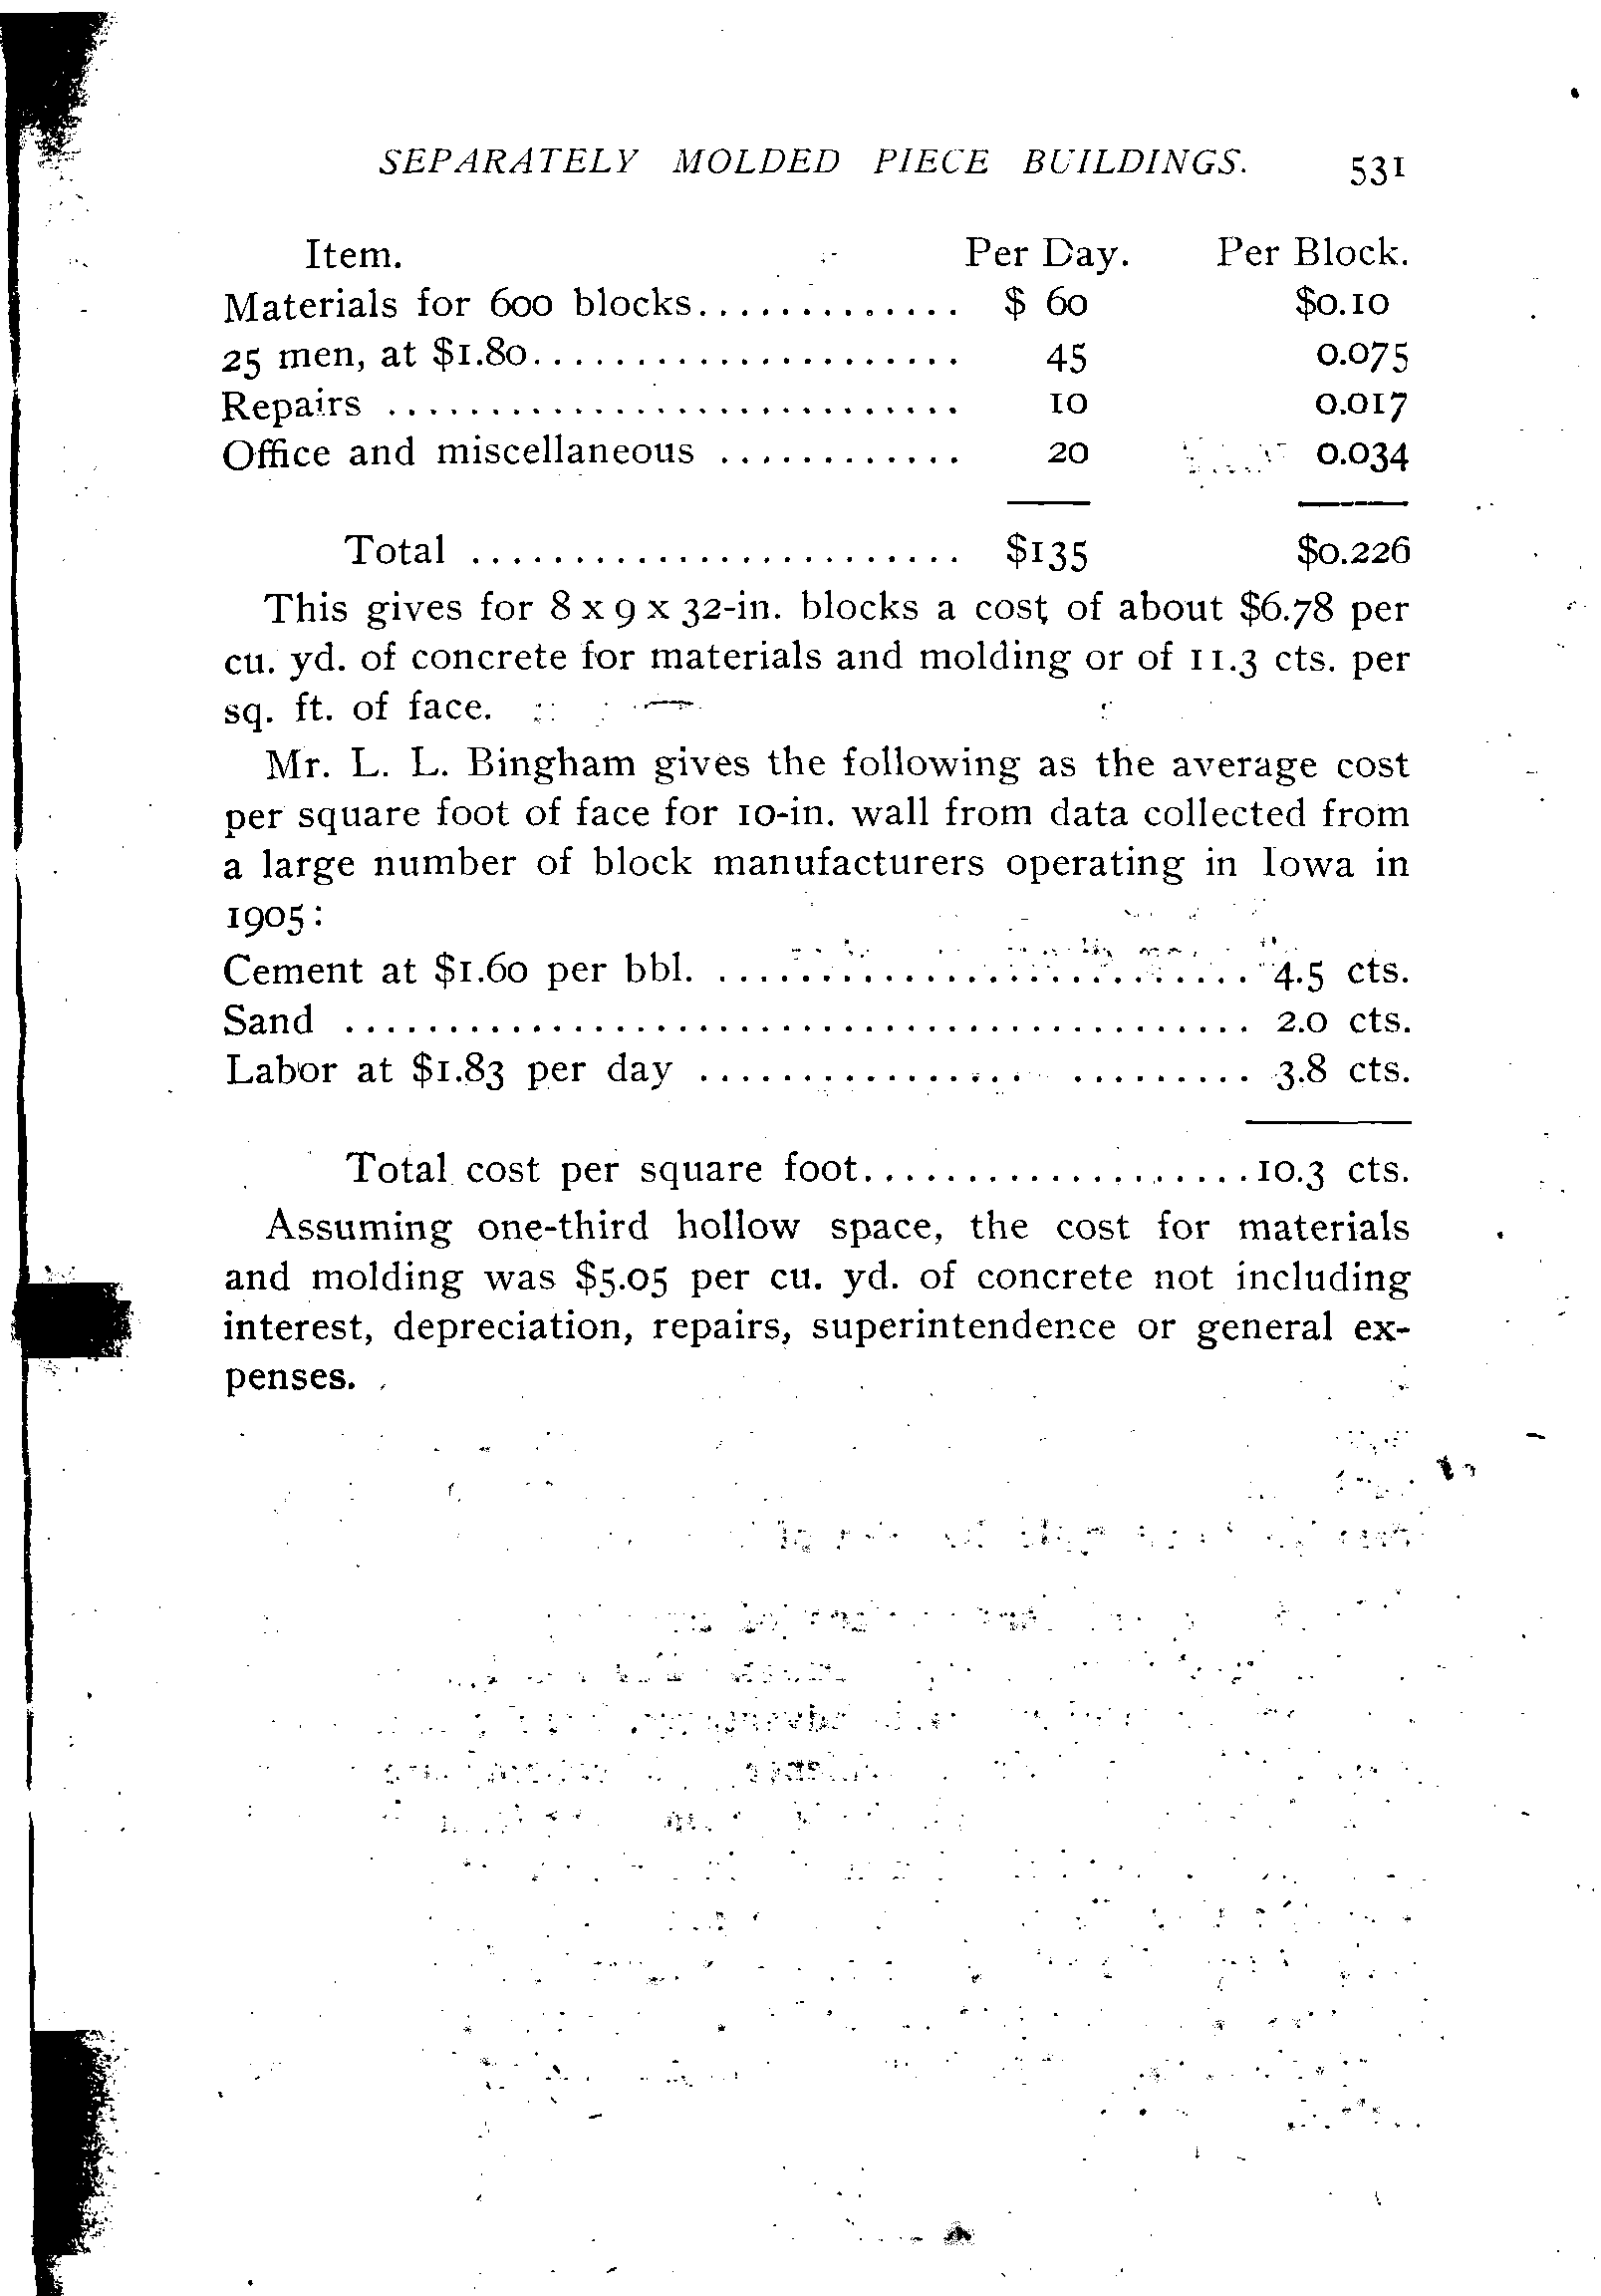 SEPARATELY MOLDED PIECE BUILDINGS. 531
Item. Per Day. Per Block.
Materials for 600 blocks............. $ 60 $0.10
25 men, at $1.80..................... 45 0.075
Repairs ............................ 10 0.017
Office and miscellaneous ............ 20 0.034
Total ........................ $135 $0.226
This gives for 8 x 9 x 32-in. blocks a cost of about $6.78 per
cu. yd. of concrete for materials and molding or of 11.3 cts. per
sq. ft. of face.
Mr. L. L. Bingham gives the following as the average cost
per square foot of face for 10-in. wall from data collected from
a large number of block manufacturers operating in Iowa in
1905:
Cement at $1.60 per bbl. .......................... 4.5 cts.
Sand ............................................ 2.0 cts.
Labor at $1.83 per day .......................... 3.8 cts.
Total cost per square foot...................10.3 cts.
Assuming one-third hollow space, the cost for materials
and molding was $5.05 per cu. yd. of concrete not including
interest, depreciation, repairs, superintendence or general ex-
penses.